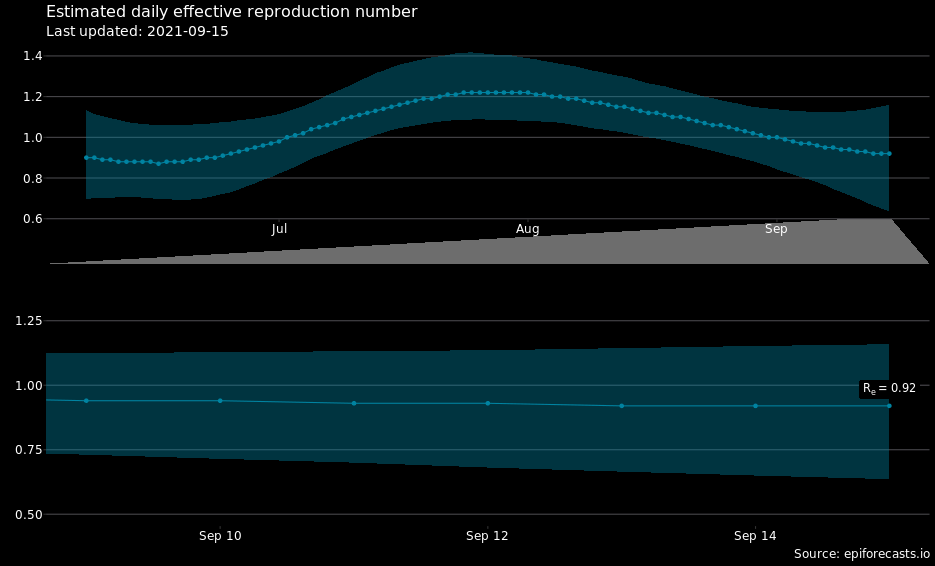 Estimated daily effective reproduction number
Last updated: 2021-09-15
1.4
1.2
1.0
0.8
0.6
Jul Aug Sep
1.25
1.00
0.75
0.50
Rₑ = 0.92
Sep 10 Sep 12 Sep 14
Source: epiforecasts.io